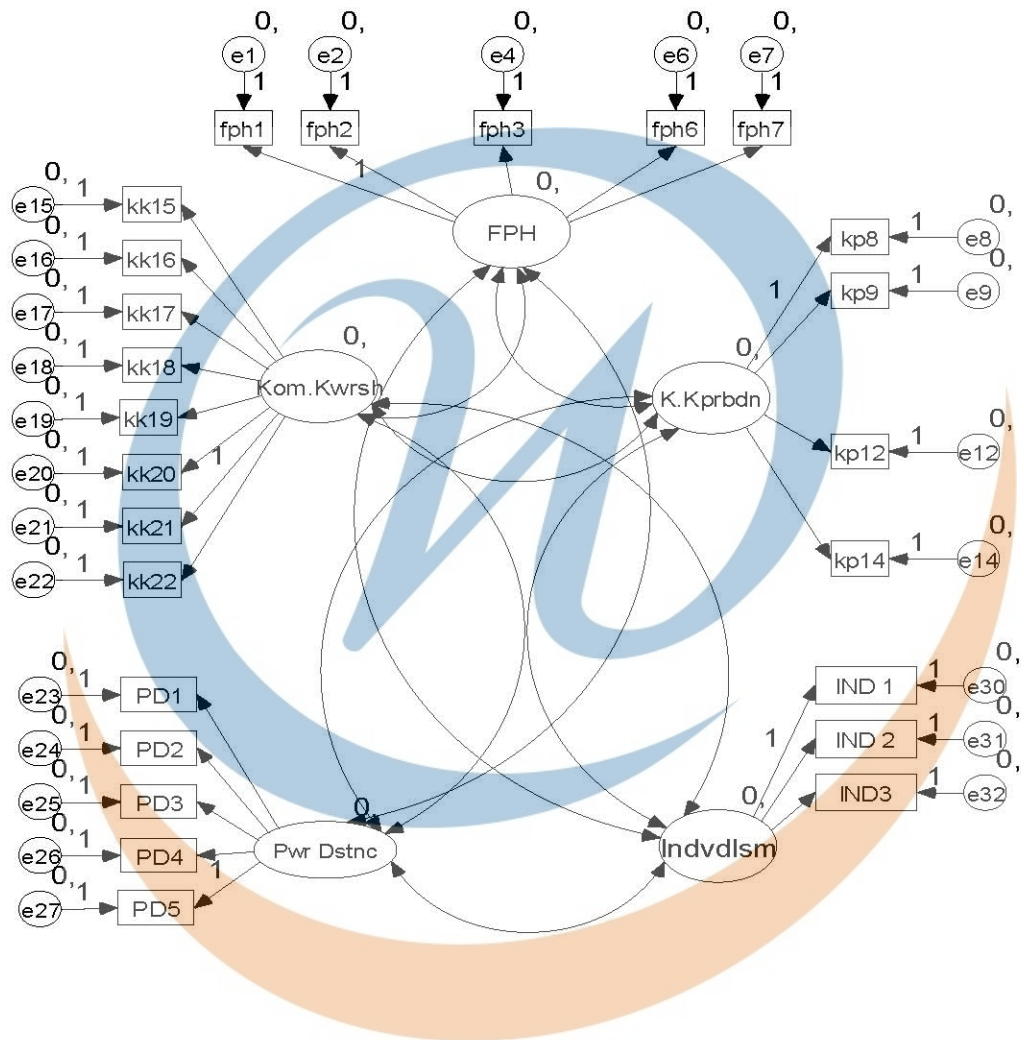 0, 0, 0, 0, 0,
e1 e2 e4 e6 e7
1 1 1 1 1
fph1 fph2 fph3 fph6 fph7
1
0,
FPH
0, 1
e15 kk15
0, 1
e16 kk16
0, 1
e17 kk17
0, 1
e18 kk18
0, 1
e19 kk19
0, 1
e20 kk20
1
0, 1
e21 kk21
0, 1
e22 kk22
0,
Kom.Kwrsh
0,
K.Kprbdn
1
0,
kp8 1 e8
0,
kp9 1 e9
0,
kp12 1 e12
0,
kp14 1 e14
0, 1
e23 PD1
0, 1
e24 PD2
0, 1
e25 PD3
0, 1
e26 PD4
0, 1
e27 PD5
1
0,
Pwr Dstnc
0,
Indvdlsm
1
0,
IND 1 1 e30
0,
IND 2 1 e31
0,
IND3 1 e32